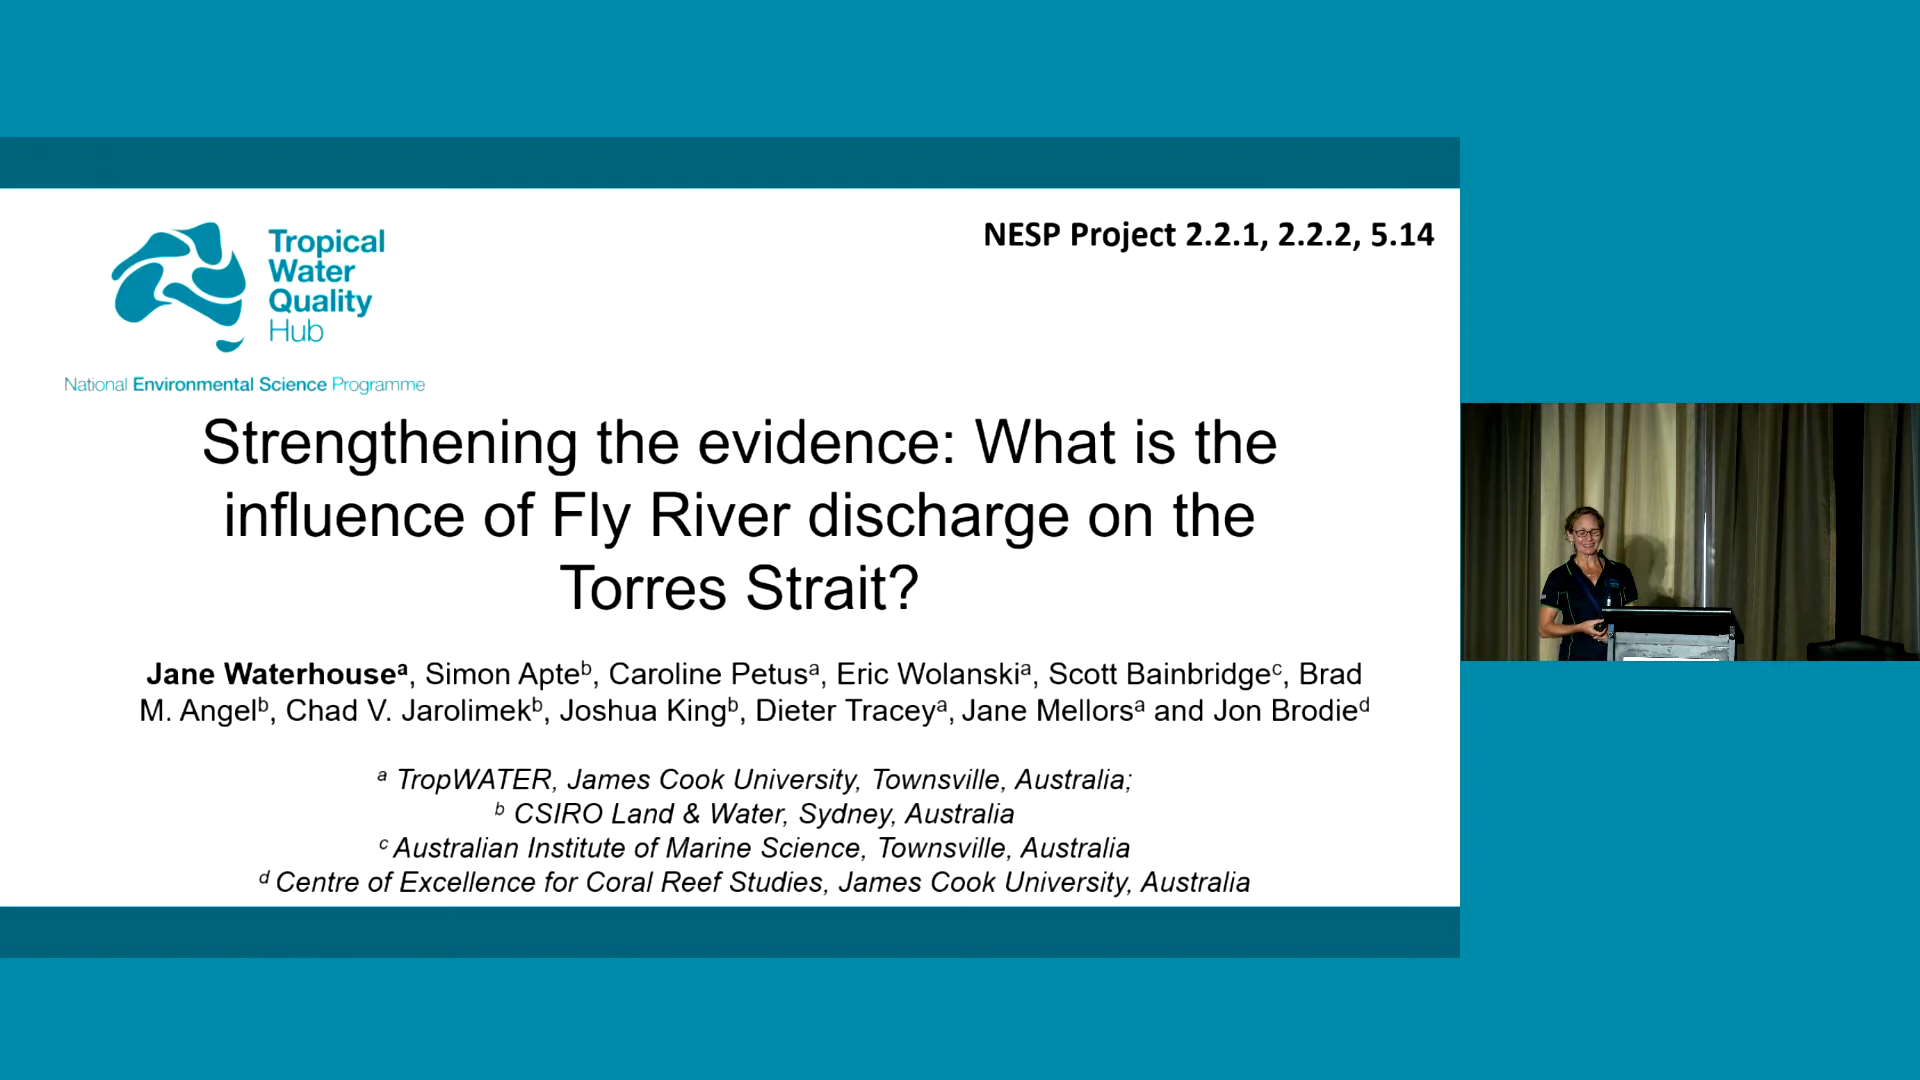 Tropical
Water
Quality
Hub
National Environmental Science Programme
NESP Project 2.2.1, 2.2.2, 5.14
Strengthening the evidence: What is the
influence of Fly River discharge on the
Torres Strait?
Jane Waterhouseᵃ, Simon Apteᵇ, Caroline Petusᵃ, Eric Wolanskiᵃ, Scott Bainbridgeᶜ, Brad
M. Angelᵇ, Chad V. Jarolimekᵇ, Joshua Kingᵇ, Dieter Traceyᵃ, Jane Mellorsᵃ and Jon Brodieᵈ
ᵃ TropWATER, James Cook University, Townsville, Australia;
ᵇ CSIRO Land & Water, Sydney, Australia
ᶜ Australian Institute of Marine Science, Townsville, Australia
ᵈ Centre of Excellence for Coral Reef Studies, James Cook University, Australia